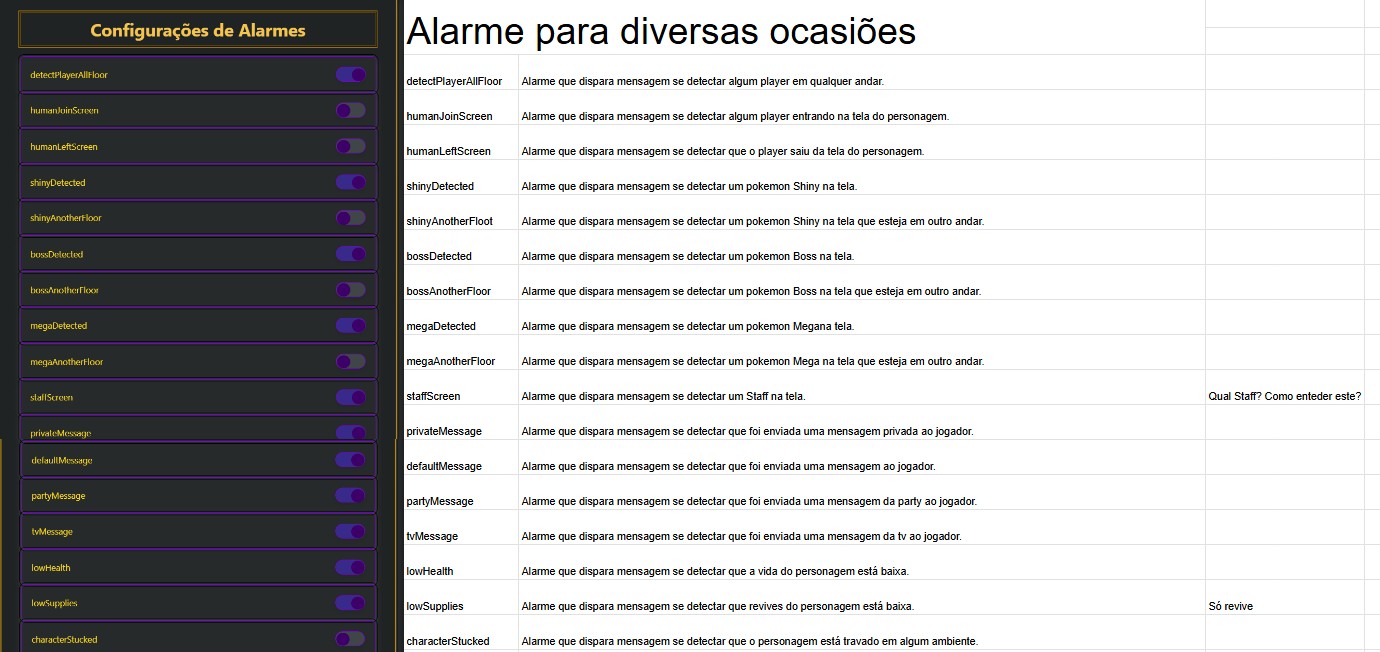 Configurações de Alarmes
detectPlayerAllFloor
humanJoinScreen
humanLeftScreen
shinyDetected
shinyAnotherFloor
bossDetected
bossAnotherFloor
megaDetected
megaAnotherFloor
staffScreen
privateMessage
defaultMessage
partyMessage
tvMessage
lowHealth
lowSupplies
characterStucked
Alarme para diversas ocasiões
detectPlayerAllFloor Alarme que dispara mensagem se detectar algum player em qualquer andar.
humanJoinScreen Alarme que dispara mensagem se detectar algum player entrando na tela do personagem.
humanLeftScreen Alarme que dispara mensagem se detectar que o player saiu da tela do personagem.
shinyDetected Alarme que dispara mensagem se detectar um pokemon Shiny na tela.
shinyAnotherFloot Alarme que dispara mensagem se detectar um pokemon Shiny na tela que esteja em outro andar.
bossDetected Alarme que dispara mensagem se detectar um pokemon Boss na tela.
bossAnotherFloor Alarme que dispara mensagem se detectar um pokemon Boss na tela que esteja em outro andar.
megaDetected Alarme que dispara mensagem se detectar um pokemon Megana tela.
megaAnotherFloor Alarme que dispara mensagem se detectar um pokemon Mega na tela que esteja em outro andar.
staffScreen Alarme que dispara mensagem se detectar um Staff na tela. Qual Staff? Como enteder este?
privateMessage Alarme que dispara mensagem se detectar que foi enviada uma mensagem privada ao jogador.
defaultMessage Alarme que dispara mensagem se detectar que foi enviada uma mensagem ao jogador.
partyMessage Alarme que dispara mensagem se detectar que foi enviada uma mensagem da party ao jogador.
tvMessage Alarme que dispara mensagem se detectar que foi enviada uma mensagem da tv ao jogador.
lowHealth Alarme que dispara mensagem se detectar que a vida do personagem está baixa.
lowSupplies Alarme que dispara mensagem se detectar que revives do personagem está baixa. Só revive
characterStucked Alarme que dispara mensagem se detectar que o personagem está travado em algum ambiente.